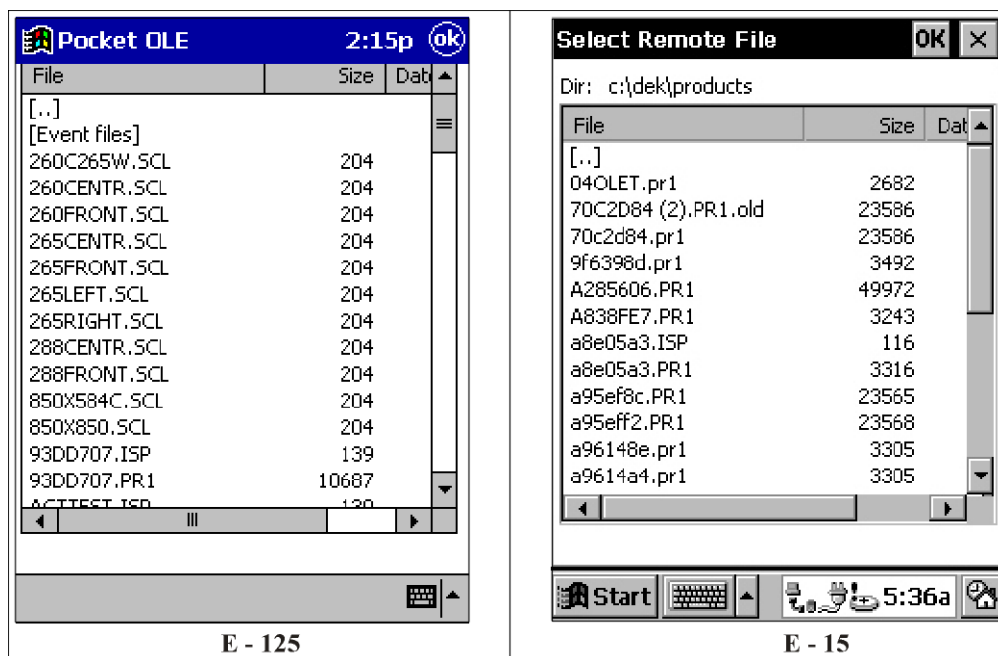 Pocket OLE 2:15p ok
File Size Dat
[..]
[Event files]
260C265W.SCL 204
260CENTR.SCL 204
260FRONT.SCL 204
265CENTR.SCL 204
265FRONT.SCL 204
265LEFT.SCL 204
265RIGHT.SCL 204
288CENTR.SCL 204
288FRONT.SCL 204
850X584C.SCL 204
850X850.SCL 204
93DD707.ISP 139
93DD707.PR1 10687
E - 125
Select Remote File OK
Dir: c:\dek\products
File Size Dat
[..]
04OLET.pr1 2682
70C2D84 (2).PR1.old 23586
70c2d84.pr1 23586
9f6398d.pr1 3492
A285606.PR1 49972
A838FE7.PR1 3243
a8e05a3.ISP 116
a8e05a3.PR1 3316
a95ef8c.PR1 23565
a95eff2.PR1 23568
a96148e.pr1 3305
a9614a4.pr1 3305
Start 5:36a
E - 15